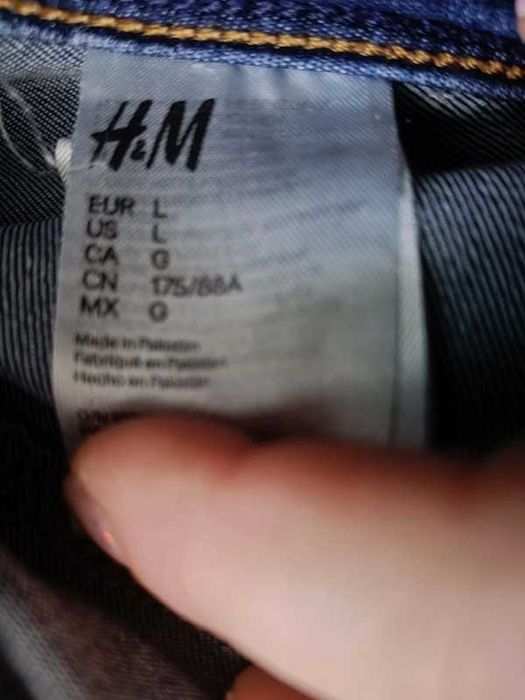 H&M
EUR L
US L
CA G
CN 175/88A
MX G
Made in Pakistan
Fabriqué en Pakistan
Hecho en Pakistán